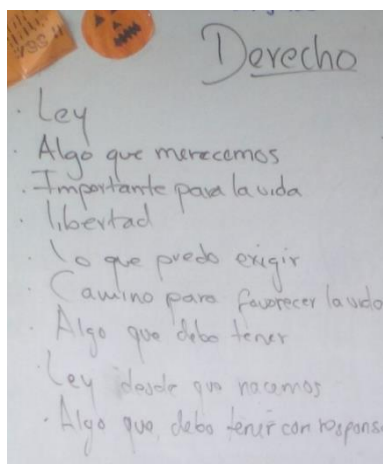 Derecho
· Ley
· Algo que merecemos
· Importante para la vida
· libertad
· Lo que puedo exigir
· Camino para favorecer la vida
· Algo que debo tener
· Ley desde que nacemos
· Algo que debo tener con respons